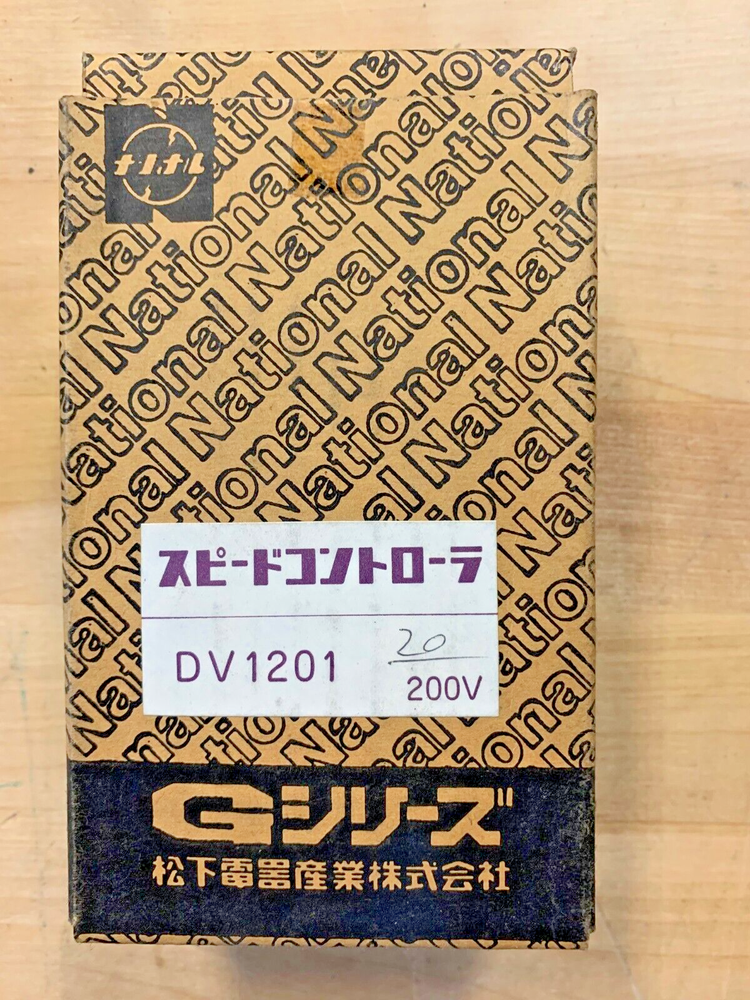 ナショナル
National National National
スピードコントローラ
DV1201
20
200V
Gシリーズ
松下電器産業株式会社